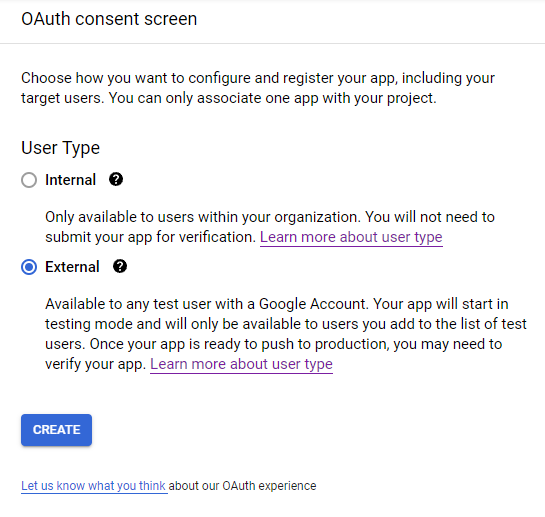 OAuth consent screen
Choose how you want to configure and register your app, including your
target users. You can only associate one app with your project.
User Type
Internal ?
Only available to users within your organization. You will not need to
submit your app for verification. Learn more about user type
External ?
Available to any test user with a Google Account. Your app will start in
testing mode and will only be available to users you add to the list of test
users. Once your app is ready to push to production, you may need to
verify your app. Learn more about user type
CREATE
Let us know what you think about our OAuth experience